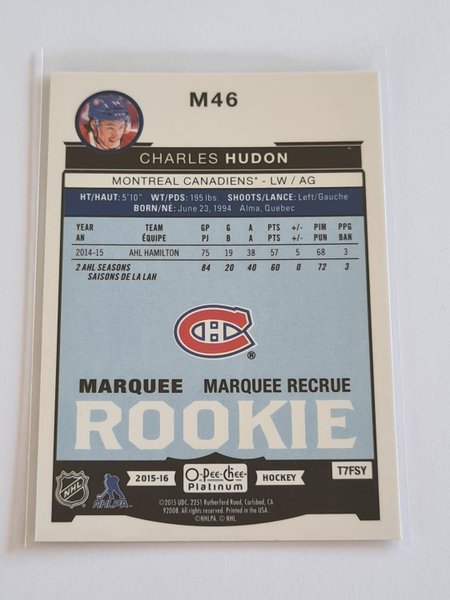 M46
CHARLES HUDON
MONTREAL CANADIENS® - LW / AG
HT/HAUT: 5'10" WT/PDS: 195 lbs. SHOOTS/LANCE: Left/Gauche
BORN/NÉ: June 23, 1994 Alma, Quebec
YEAR TEAM GP G A PTS +/- PIM PPG
AN ÉQUIPE PJ B A PTS +/- PUN BAN
2014-15 AHL HAMILTON 75 19 38 57 5 68 3
2 AHL SEASONS 84 20 40 60 0 72 3
SAISONS DE LA LAH
CH ®
MARQUEE MARQUEE RECRUE
ROOKIE
NHL NHLPA 2015-16 O-Pee-Chee HOCKEY T7FSY
Platinum
©2015 UDC. 2251 Rutherford Road, Carlsbad, CA
92008. All rights reserved. Printed in the USA.
©NHLPA. © NHL.